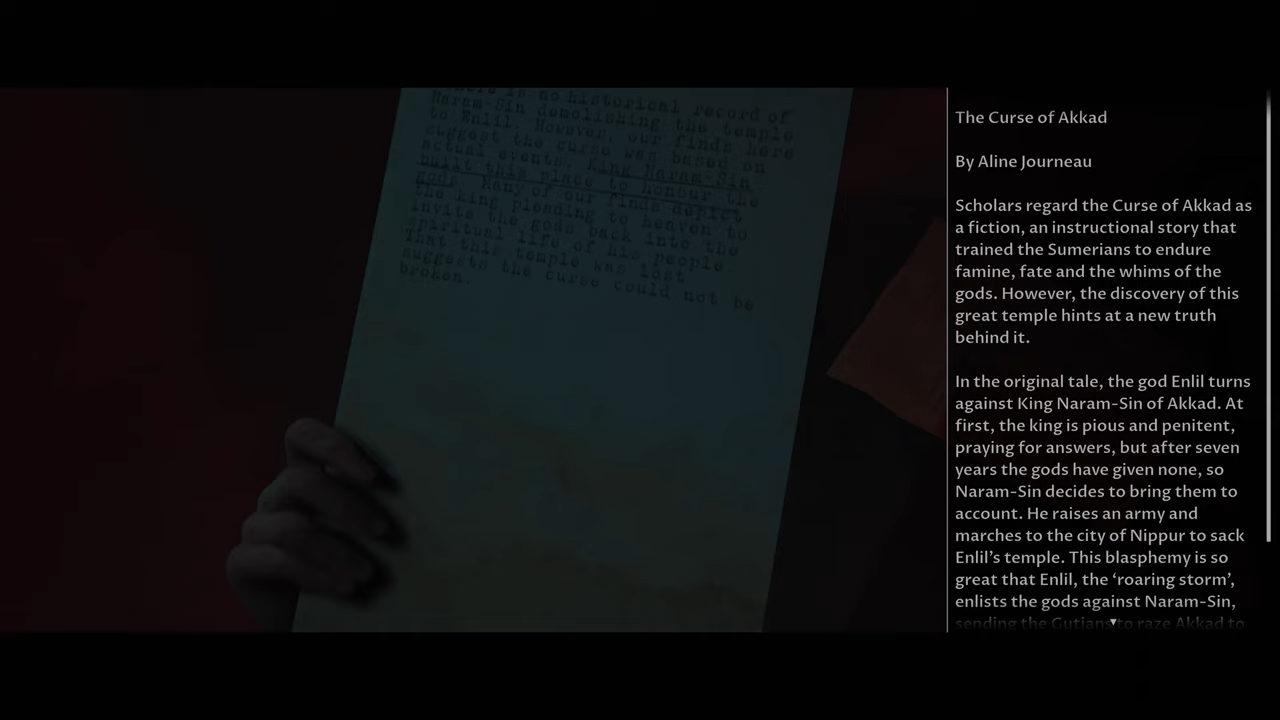 There is no historical record of
Naram-Sin demolishing the temple
to Enlil. However, our finds here
suggest the curse was based on
actual events. King Naram-Sin
built this place to honour the
gods. Many of our finds depict
the king pleading to heaven to
invite the gods back into the
spiritual life of his people.
That this temple was lost
suggests the curse could not be
broken.
The Curse of Akkad
By Aline Journeau
Scholars regard the Curse of Akkad as
a fiction, an instructional story that
trained the Sumerians to endure
famine, fate and the whims of the
gods. However, the discovery of this
great temple hints at a new truth
behind it.
In the original tale, the god Enlil turns
against King Naram-Sin of Akkad. At
first, the king is pious and penitent,
praying for answers, but after seven
years the gods have given none, so
Naram-Sin decides to bring them to
account. He raises an army and
marches to the city of Nippur to sack
Enlil’s temple. This blasphemy is so
great that Enlil, the ‘roaring storm’,
enlists the gods against Naram-Sin,
sending the Gutians to raze Akkad to